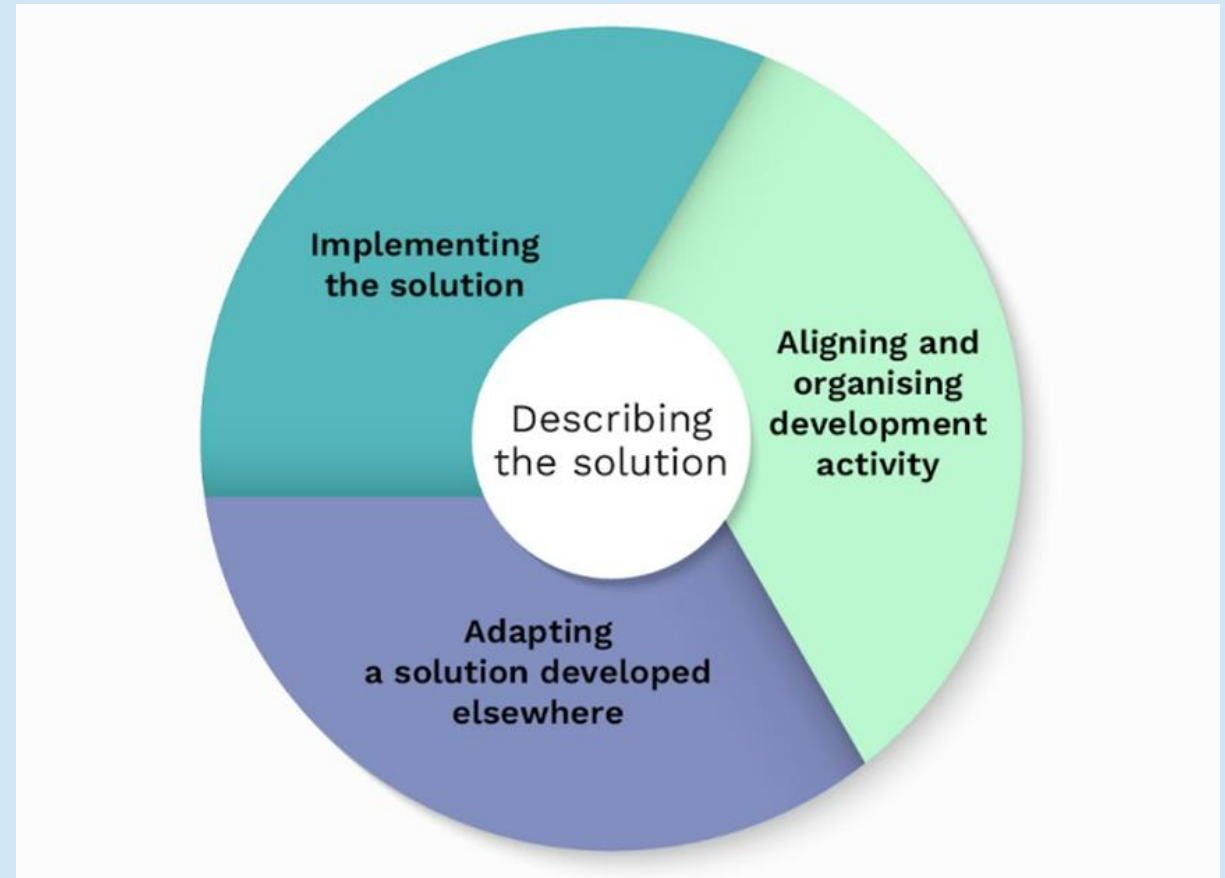 Implementing
the solution
Aligning and
organising
development
activity
Describing
the solution
Adapting
a solution developed
elsewhere